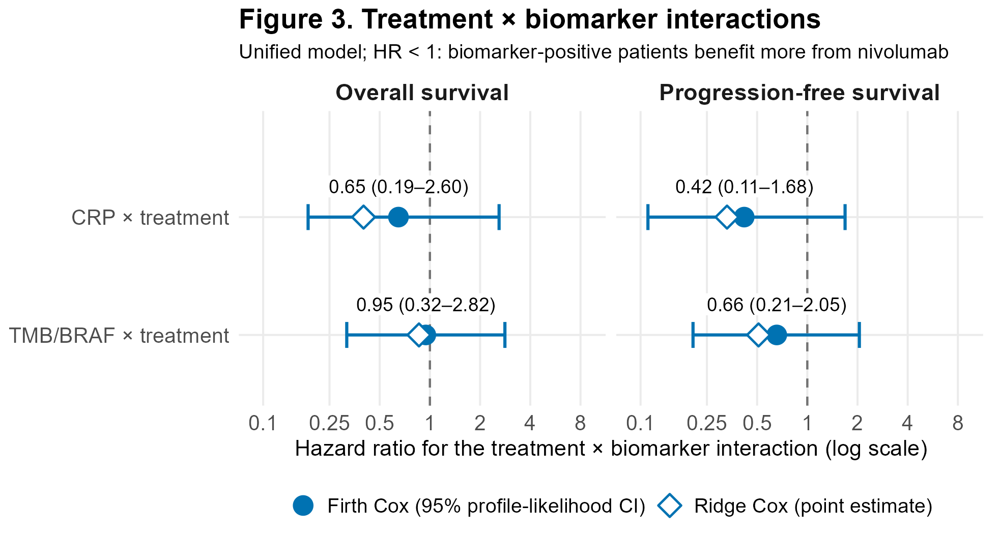 Figure 3. Treatment × biomarker interactions
Unified model; HR < 1: biomarker-positive patients benefit more from nivolumab
Overall survival
Progression-free survival
CRP × treatment
0.65 (0.19–2.60)
0.42 (0.11–1.68)
TMB/BRAF × treatment
0.95 (0.32–2.82)
0.66 (0.21–2.05)
0.1 0.25 0.5 1 2 4 8
0.1 0.25 0.5 1 2 4 8
Hazard ratio for the treatment × biomarker interaction (log scale)
Firth Cox (95% profile-likelihood CI)
Ridge Cox (point estimate)